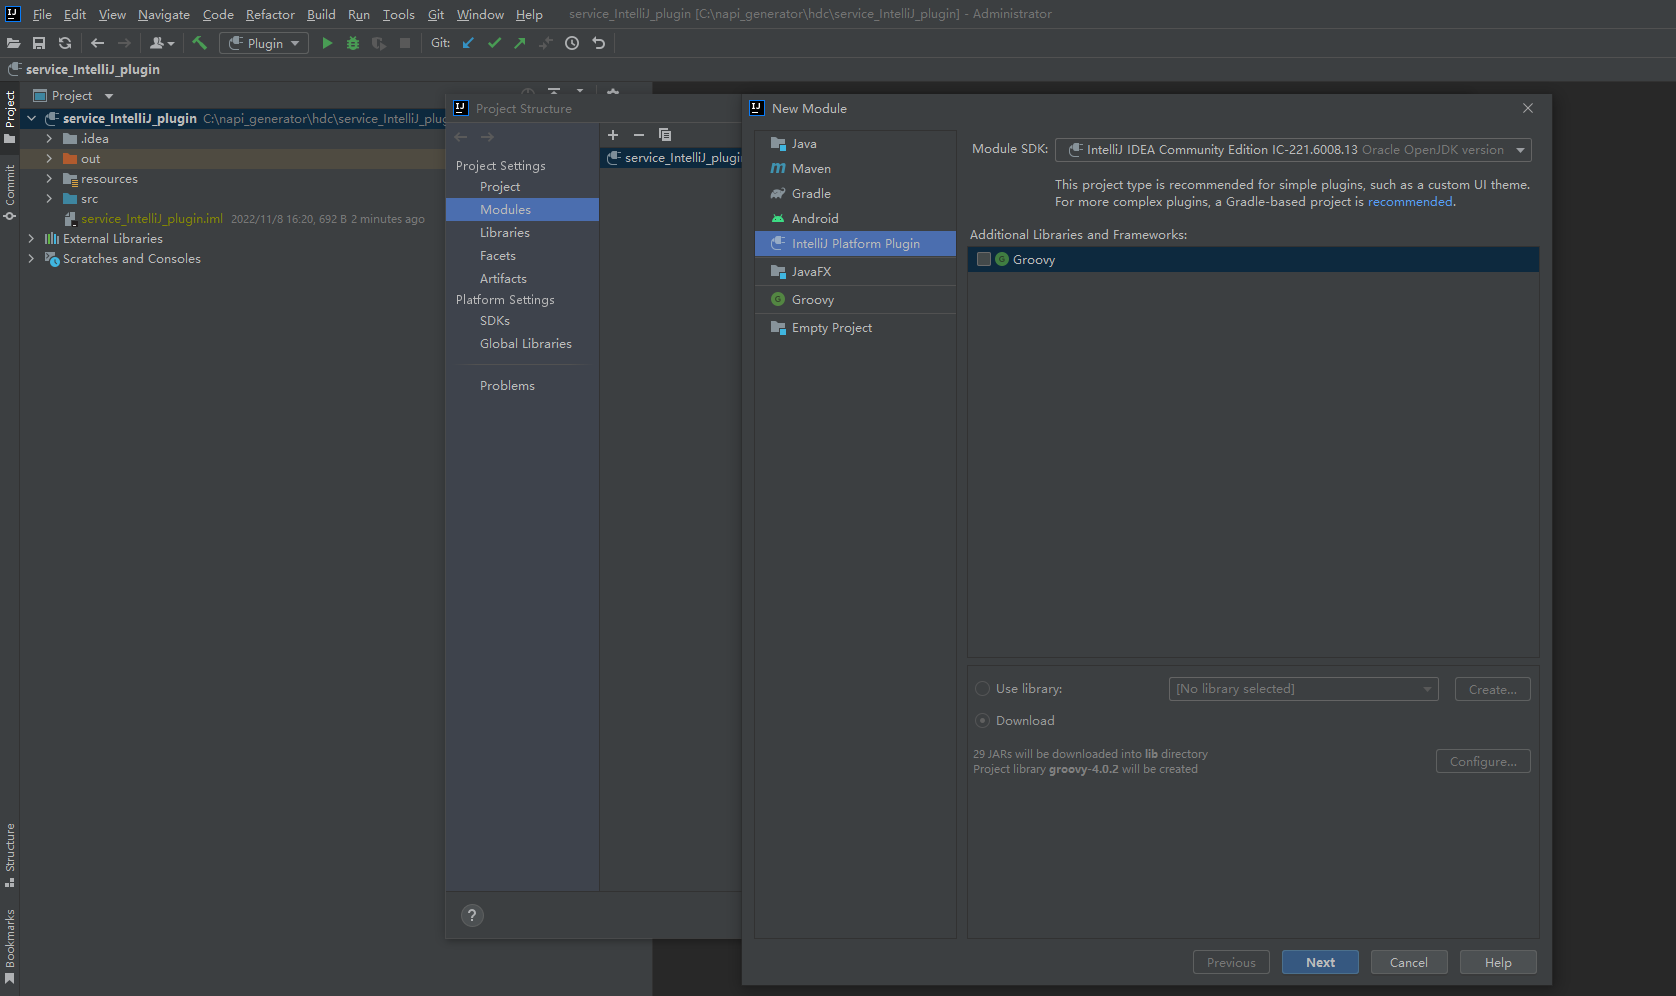 File Edit View Navigate Code Refactor Build Run Tools Git Window Help service_IntelliJ_plugin [C:\napi_generator\hdc\service_IntelliJ_plugin] - Administrator
Plugin Git:
service_IntelliJ_plugin
Project
Commit
Structure
Bookmarks
Project
service_IntelliJ_plugin C:\napi_generator\hdc\service_IntelliJ_plug
.idea
out
resources
src
service_IntelliJ_plugin.iml 2022/11/8 16:20, 692 B 2 minutes ago
External Libraries
Scratches and Consoles
Project Structure
Project Settings
Project
Modules
Libraries
Facets
Artifacts
Platform Settings
SDKs
Global Libraries
Problems
?
service_IntelliJ_plugin
New Module
Java
Maven
Gradle
Android
IntelliJ Platform Plugin
JavaFX
Groovy
Empty Project
Module SDK: IntelliJ IDEA Community Edition IC-221.6008.13 Oracle OpenJDK version
This project type is recommended for simple plugins, such as a custom UI theme.
For more complex plugins, a Gradle-based project is recommended.
Additional Libraries and Frameworks:
Groovy
Use library: [No library selected] Create...
Download
29 JARs will be downloaded into lib directory
Project library groovy-4.0.2 will be created
Configure...
Previous Next Cancel Help